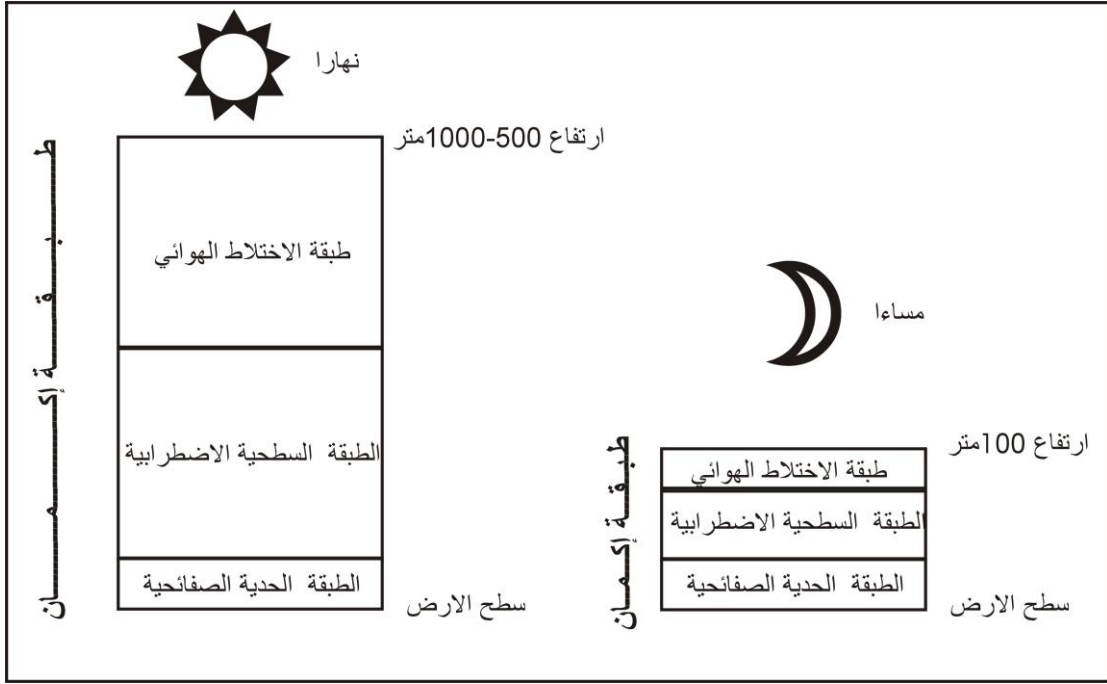 نهارا
ارتفاع 500-1000متر
طبقة إكمان
طبقة الاختلاط الهوائي
الطبقة السطحية الاضطرابية
الطبقة الحدية الصفائحية
سطح الارض
مساءا
ارتفاع 100متر
طبقة إكمان
طبقة الاختلاط الهوائي
الطبقة السطحية الاضطرابية
الطبقة الحدية الصفائحية
سطح الارض